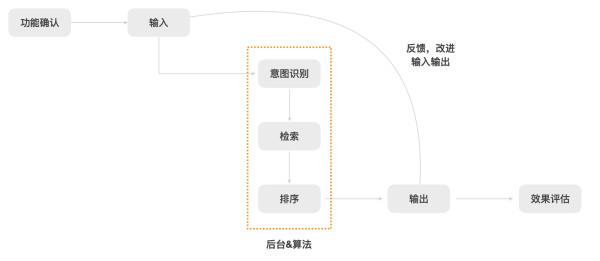 功能确认
输入
反馈，改进
输入输出
意图识别
检索
排序
输出
效果评估
后台&算法